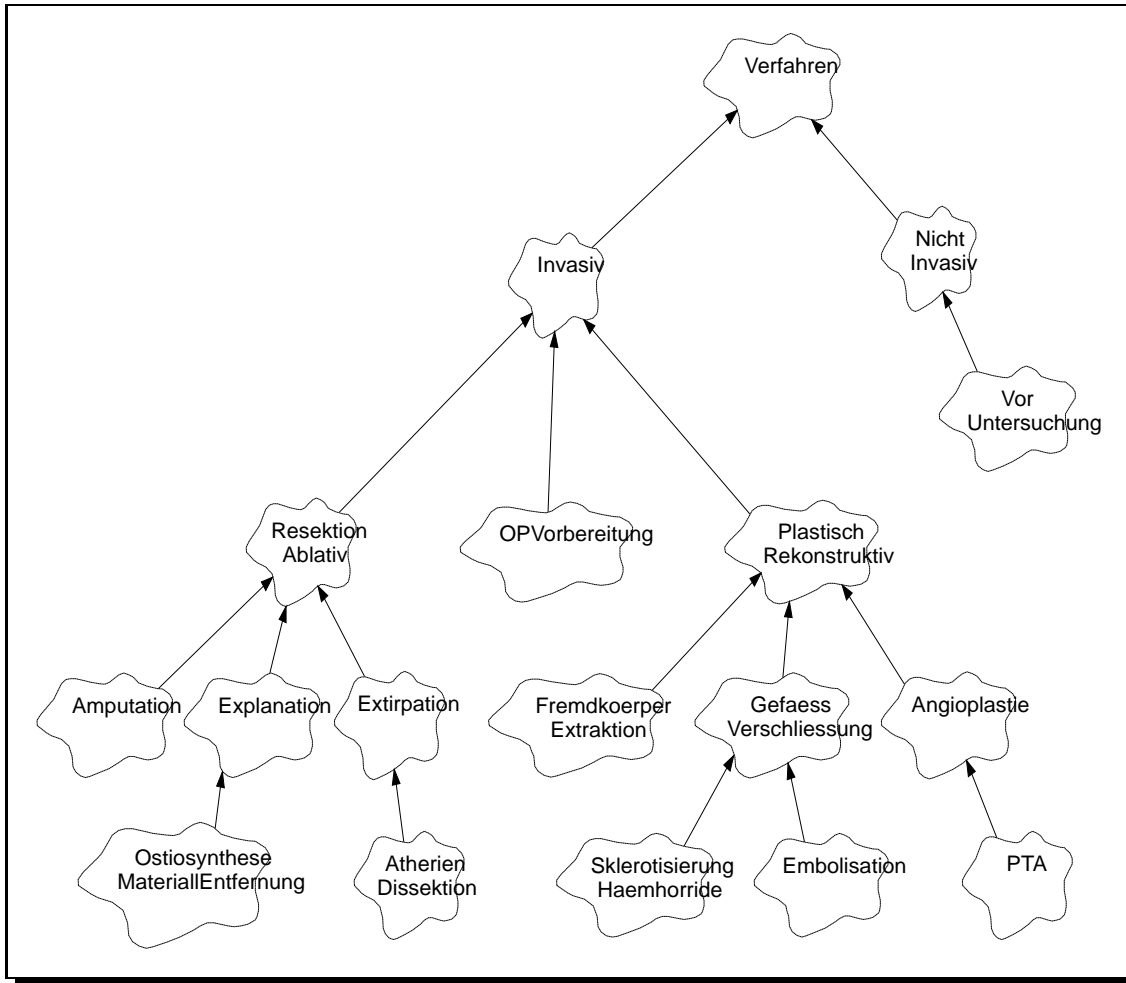 Verfahren
Nicht
Invasiv
Invasiv
Vor
Untersuchung
Resektion
Ablativ
OPVorbereitung
Plastisch
Rekonstruktiv
Amputation
Explanation
Extirpation
Fremdkoerper
Extraktion
Gefaess
Verschliessung
Angioplastie
Ostiosynthese
MateriallEntfernung
Atherien
Dissektion
Sklerotisierung
Haemhorride
Embolisation
PTA